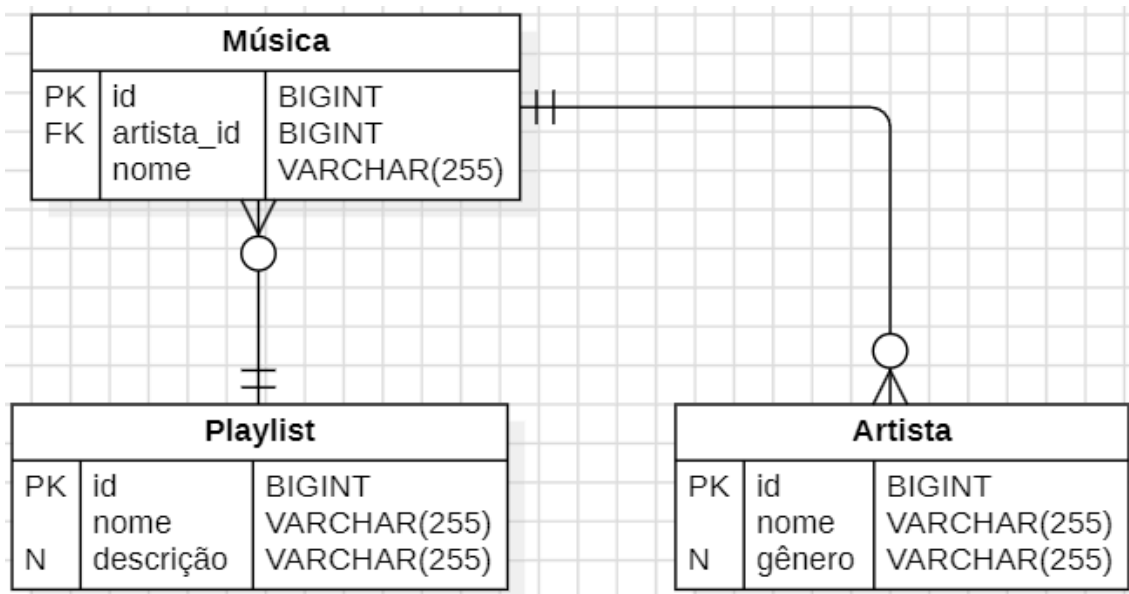 Música
PK id BIGINT
FK artista_id BIGINT
nome VARCHAR(255)
Playlist
PK id BIGINT
nome VARCHAR(255)
N descrição VARCHAR(255)
Artista
PK id BIGINT
nome VARCHAR(255)
N gênero VARCHAR(255)